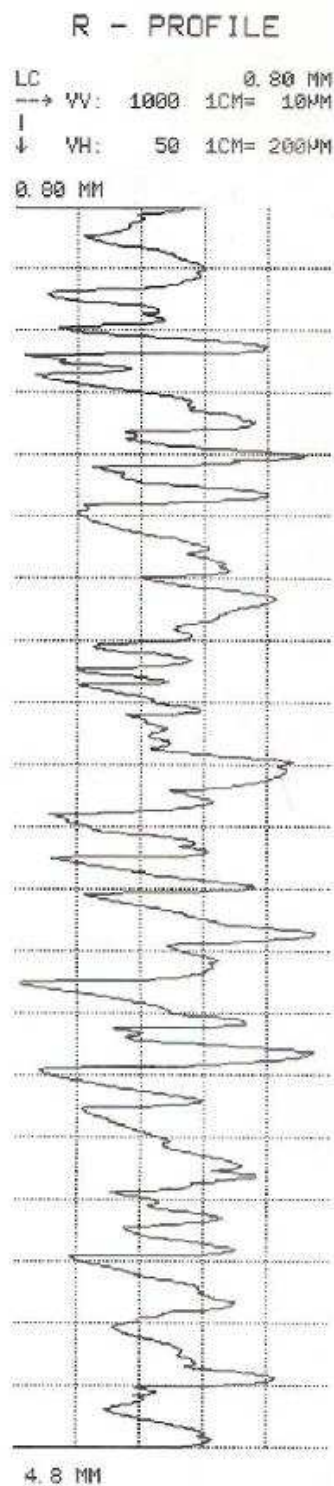 R - PROFILE
LC 0.80 MM
---→ VV: 1000 1CM= 10µM
|
↓ VH: 50 1CM= 200µM
0.80 MM
4.8 MM